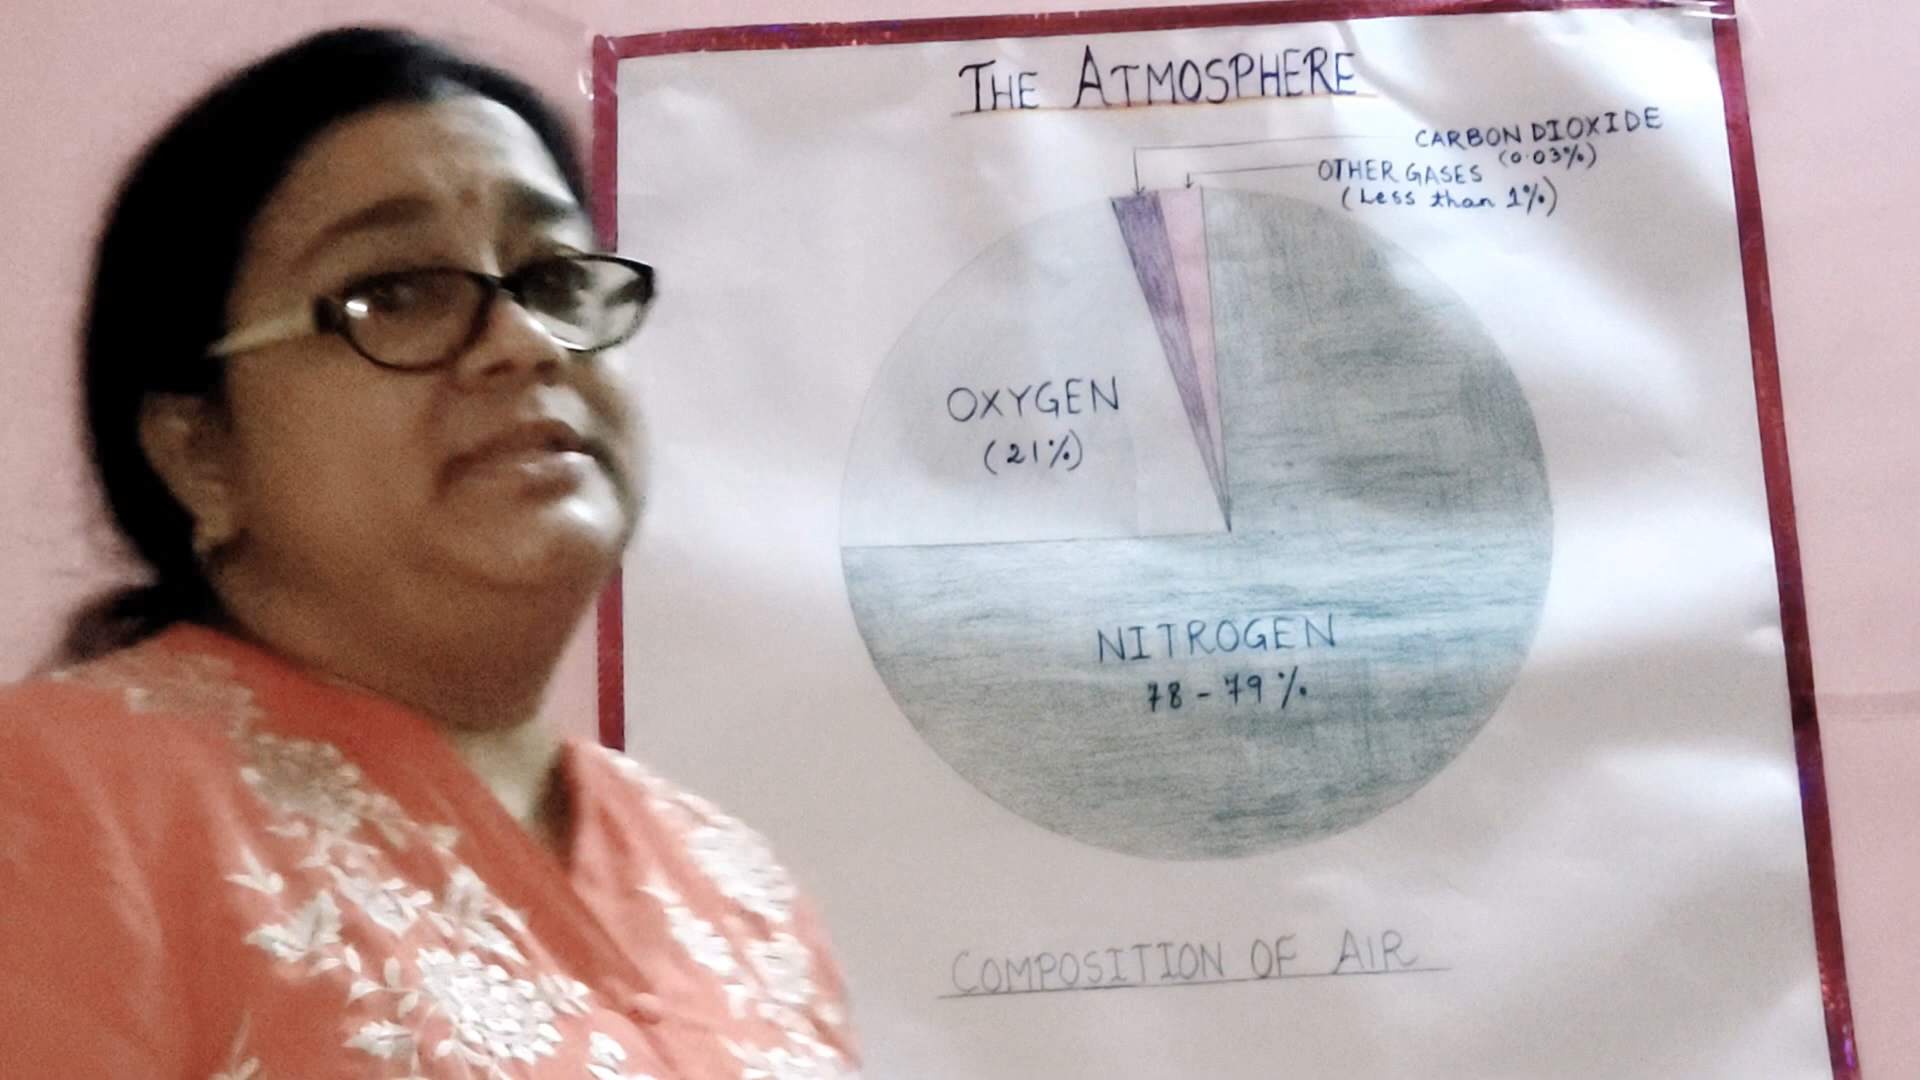 THE ATMOSPHERE
CARBON DIOXIDE
(0.03%)
OTHER GASES
(Less than 1%)
OXYGEN
(21%)
NITROGEN
78-79%
COMPOSITION OF AIR